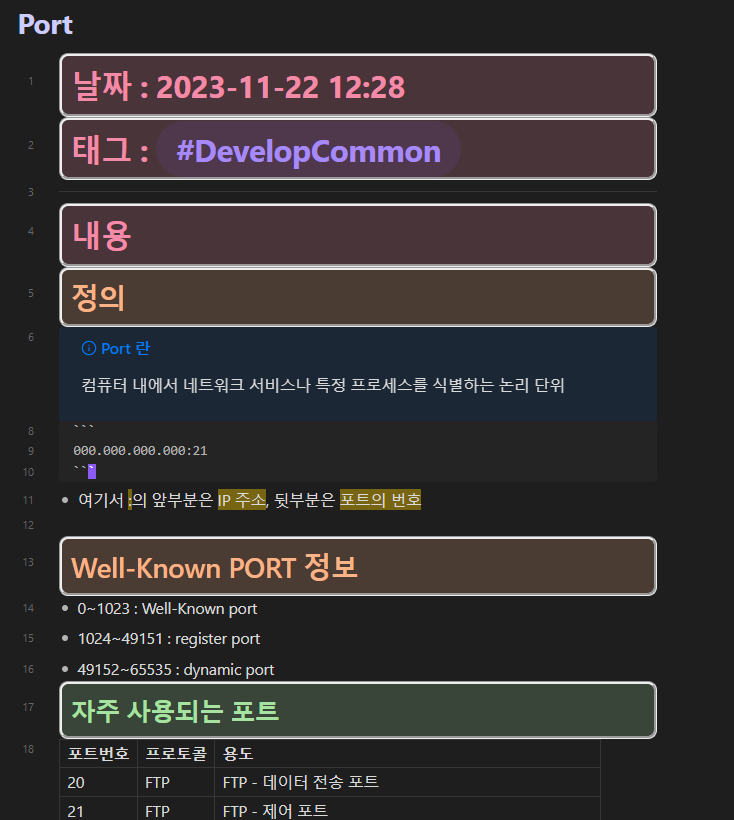 Port
1 날짜 : 2023-11-22 12:28
2 태그 : #DevelopCommon
3
4 내용
5 정의
6 Port 란
컴퓨터 내에서 네트워크 서비스나 특정 프로세스를 식별하는 논리 단위
8 ```
9 000.000.000.000:21
10 ```
11 • 여기서 :의 앞부분은 IP 주소, 뒷부분은 포트의 번호
12
13 Well-Known PORT 정보
14 • 0~1023 : Well-Known port
15 • 1024~49151 : register port
16 • 49152~65535 : dynamic port
17 자주 사용되는 포트
18 포트번호 프로토콜 용도
20 FTP FTP - 데이터 전송 포트
21 FTP FTP - 제어 포트